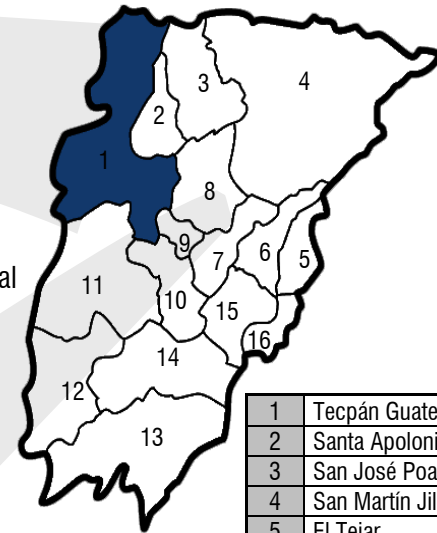 1
2
3
4
8
9
7
6
5
al
11
10
15
16
14
12
13
1 Tecpán Guate
2 Santa Apoloni
3 San José Poa
4 San Martín Jil
5 El Tejar